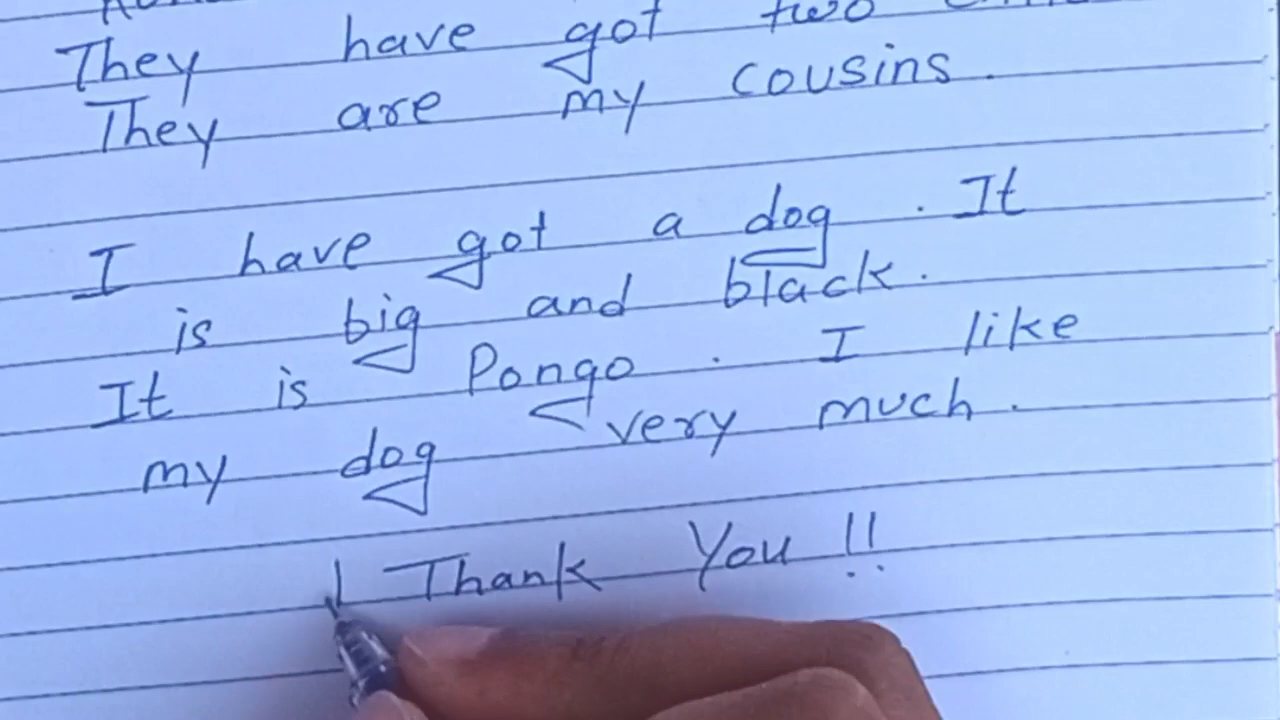 They have got two
They are my cousins.
I have got a dog. It
is big and black.
It is Pongo. I like
my dog very much.
Thank You !!